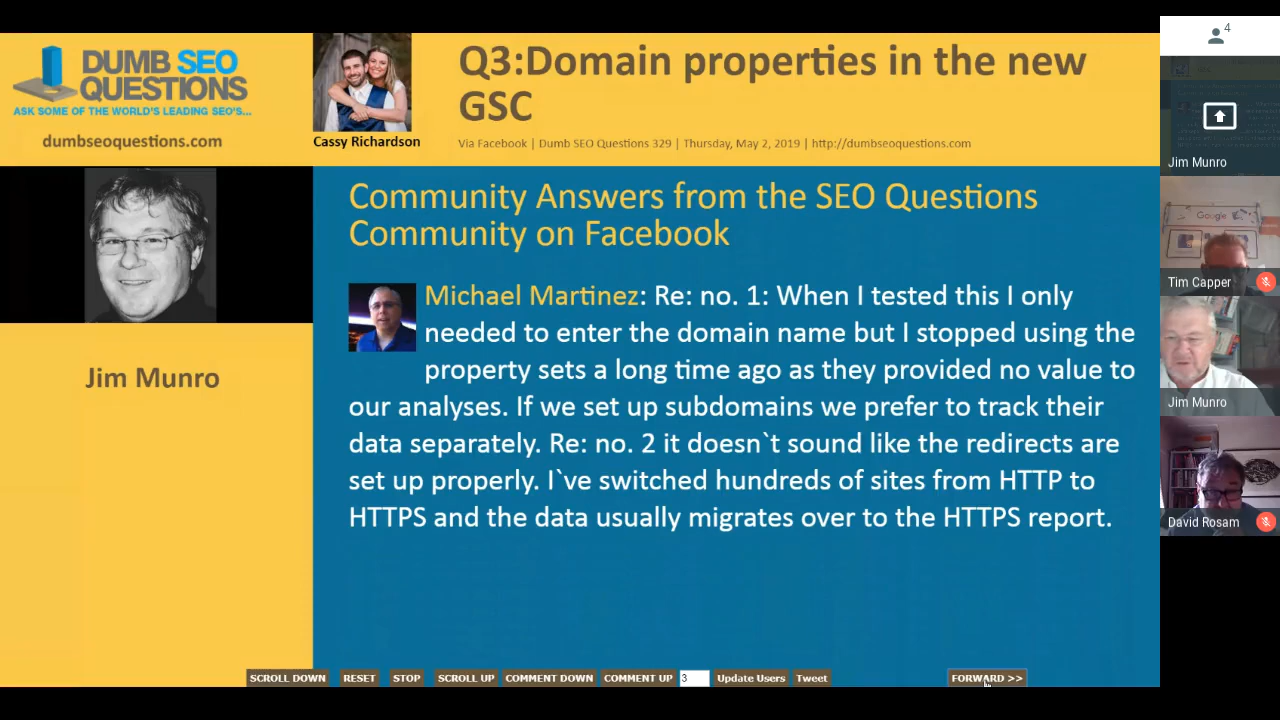 DUMB SEO
QUESTIONS
ASK SOME OF THE WORLD'S LEADING SEO'S...
dumbseoquestions.com
Cassy Richardson
Q3:Domain properties in the new
GSC
Via Facebook | Dumb SEO Questions 329 | Thursday, May 2, 2019 | http://dumbseoquestions.com
Jim Munro
Community Answers from the SEO Questions
Community on Facebook
Michael Martinez: Re: no. 1: When I tested this I only
needed to enter the domain name but I stopped using the
property sets a long time ago as they provided no value to
our analyses. If we set up subdomains we prefer to track their
data separately. Re: no. 2 it doesn`t sound like the redirects are
set up properly. I`ve switched hundreds of sites from HTTP to
HTTPS and the data usually migrates over to the HTTPS report.
SCROLL DOWN RESET STOP SCROLL UP COMMENT DOWN COMMENT UP 3 Update Users Tweet FORWARD >>
4
Jim Munro
Google
Tim Capper
Jim Munro
David Rosam